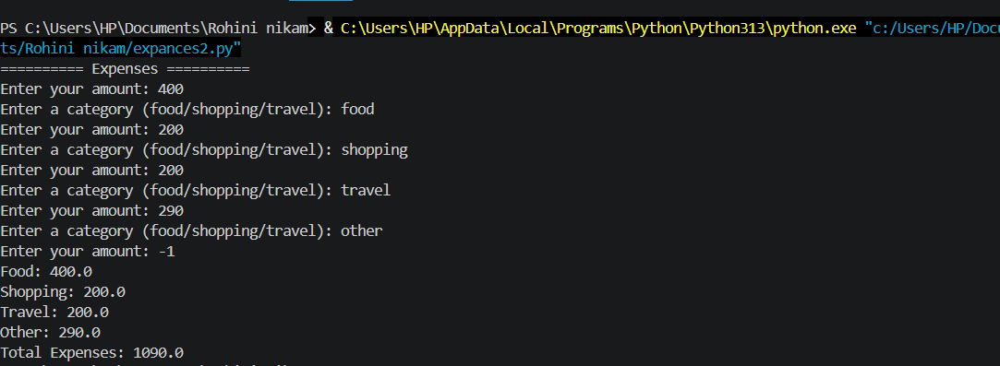 PS C:\Users\HP\Documents\Rohini nikam> & C:\Users\HP\AppData\Local\Programs\Python\Python313\python.exe "c:/Users/HP/Docu
ts/Rohini nikam/expances2.py"
========== Expenses ==========
Enter your amount: 400
Enter a category (food/shopping/travel): food
Enter your amount: 200
Enter a category (food/shopping/travel): shopping
Enter your amount: 200
Enter a category (food/shopping/travel): travel
Enter your amount: 290
Enter a category (food/shopping/travel): other
Enter your amount: -1
Food: 400.0
Shopping: 200.0
Travel: 200.0
Other: 290.0
Total Expenses: 1090.0